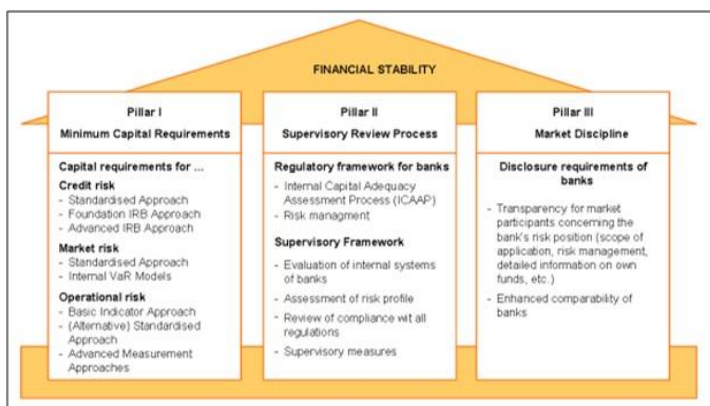 FINANCIAL STABILITY
Pillar I
Minimum Capital Requirements
Capital requirements for ...
Credit risk
- Standardised Approach
- Foundation IRB Approach
- Advanced IRB Approach
Market risk
- Standardised Approach
- Internal VaR Models
Operational risk
- Basic Indicator Approach
- (Alternative) Standardised
Approach
- Advanced Measurement
Approaches
Pillar II
Supervisory Review Process
Regulatory framework for banks
- Internal Capital Adequacy
Assessment Process (ICAAP)
- Risk managment
Supervisory Framework
- Evaluation of internal systems
of banks
- Assessment of risk profile
- Review of compliance wit all
regulations
- Supervisory measures
Pillar III
Market Discipline
Disclosure requirements of
banks
- Transparency for market
participants concerning the
bank's risk position (scope of
application, risk management,
detailed information on own
funds, etc.)
- Enhanced comparability of
banks